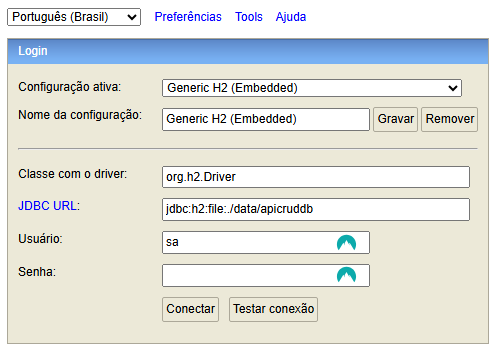 Português (Brasil) Preferências Tools Ajuda
Login
Configuração ativa: Generic H2 (Embedded)
Nome da configuração: Generic H2 (Embedded) Gravar Remover
Classe com o driver: org.h2.Driver
JDBC URL: jdbc:h2:file:./data/apicruddb
Usuário: sa
Senha:
Conectar Testar conexão